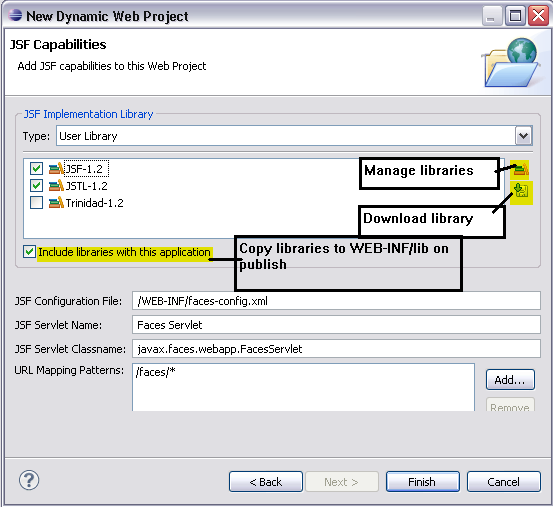 New Dynamic Web Project
JSF Capabilities
Add JSF capabilities to this Web Project
JSF Implementation Library
Type: User Library
JSF-1.2
Manage libraries
JSTL-1.2
Trinidad-1.2
Download library
Include libraries with this application
Copy libraries to WEB-INF/lib on
publish
JSF Configuration File: /WEB-INF/faces-config.xml
JSF Servlet Name: Faces Servlet
JSF Servlet Classname: javax.faces.webapp.FacesServlet
URL Mapping Patterns: /faces/*
Add...
Remove
? < Back Next > Finish Cancel